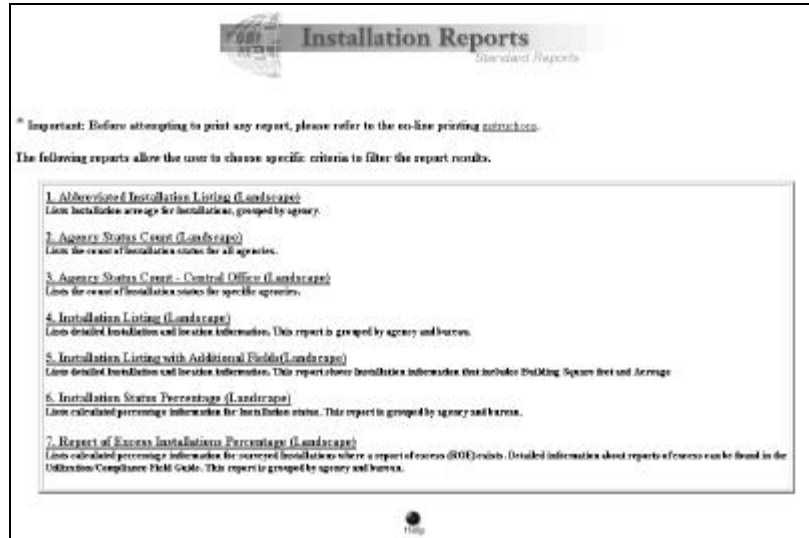 Installation Reports
Standard Reports
* Important: Before attempting to print any report, please refer to the on-line printing instructions.
The following reports allow the user to choose specific criteria to filter the report results.
1. Abbreviated Installation Listing (Landscape)
Lists Installation acreage for Installations, grouped by agency.
2. Agency Status Count (Landscape)
Lists the count of Installation status for all agencies.
3. Agency Status Count - Central Office (Landscape)
Lists the count of Installation status for specific agencies.
4. Installation Listing (Landscape)
Lists detailed Installation and location information. This report is grouped by agency and bureau.
5. Installation Listing with Additional Fields(Landscape)
Lists detailed Installation and location information. This report shows Installation information that includes Building Square feet and Acreage
6. Installation Status Percentage (Landscape)
Lists calculated percentage information for Installation status. This report is grouped by agency and bureau.
7. Report of Excess Installations Percentage (Landscape)
Lists calculated percentage information for surveyed Installations where a report of excess (ROE) exists. Detailed information about reports of excess can be found in the
Utilization/Compliance Field Guide. This report is grouped by agency and bureau.
Help